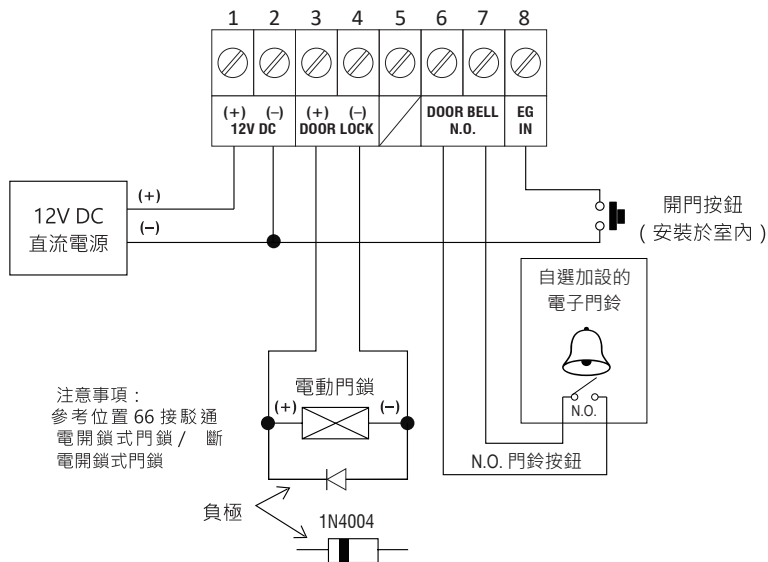 1 2 3 4 5 6 7 8
(+) (−) (+) (−) DOOR BELL EG
12V DC DOOR LOCK N.O. IN
(+)
12V DC
直流電源
(−)
開門按鈕
( 安裝於室內 )
自選加設的
電子門鈴
N.O.
N.O. 門鈴按鈕
電動門鎖
(+) (−)
注意事項 :
參考位置 66 接駁通
電開鎖式門鎖 / 斷
電開鎖式門鎖
負極
1N4004